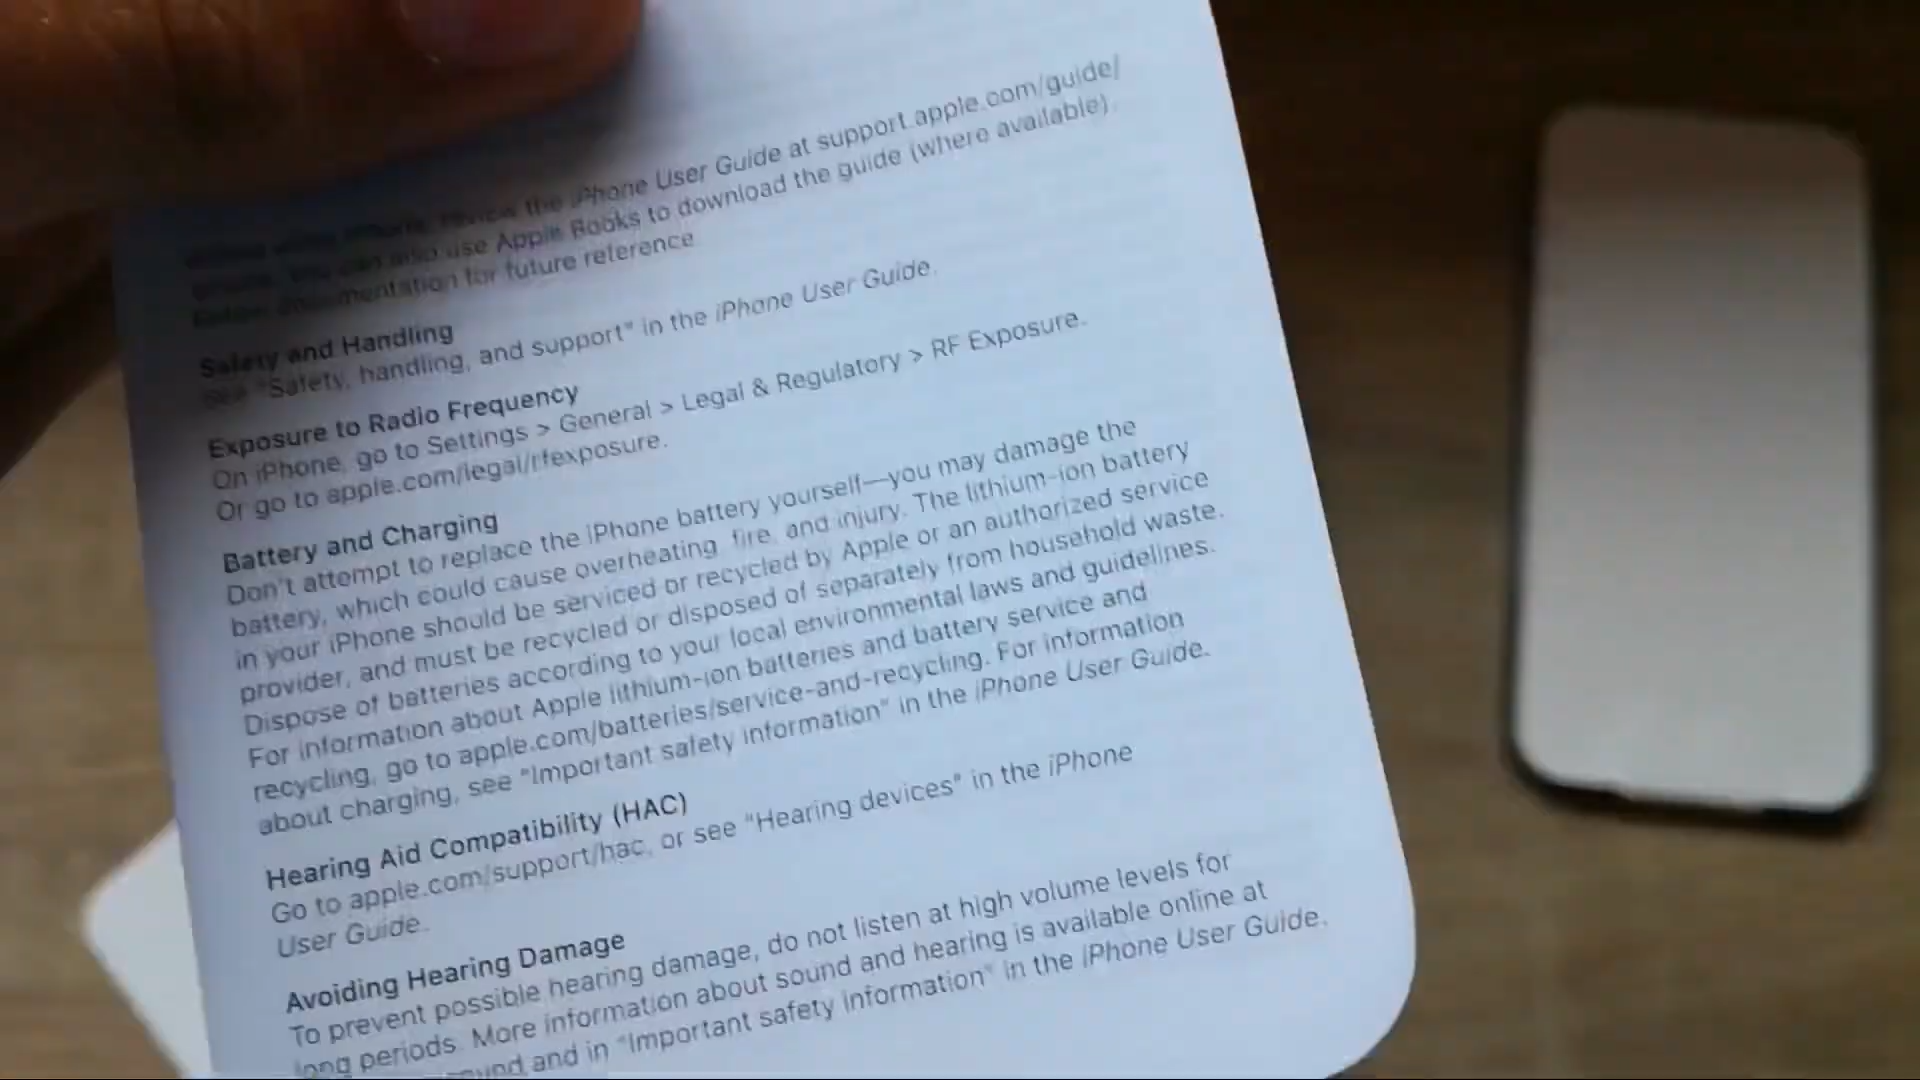 the iPhone User Guide at support.apple.com/guide/
you can also use Apple Books to download the guide (where available).
documentation for future reference.
Safety and Handling
See "Safety, handling, and support" in the iPhone User Guide.
Exposure to Radio Frequency
On iPhone, go to Settings > General > Legal & Regulatory > RF Exposure.
Or go to apple.com/legal/rfexposure.
Battery and Charging
Don't attempt to replace the iPhone battery yourself—you may damage the
battery, which could cause overheating, fire, and injury. The lithium-ion battery
in your iPhone should be serviced or recycled by Apple or an authorized service
provider, and must be recycled or disposed of separately from household waste.
Dispose of batteries according to your local environmental laws and guidelines.
For information about Apple lithium-ion batteries and battery service and
recycling, go to apple.com/batteries/service-and-recycling. For information
about charging, see "Important safety information" in the iPhone User Guide.
Hearing Aid Compatibility (HAC)
Go to apple.com/support/hac, or see "Hearing devices" in the iPhone
User Guide.
Avoiding Hearing Damage
To prevent possible hearing damage, do not listen at high volume levels for
long periods. More information about sound and hearing is available online at
and in "Important safety information" in the iPhone User Guide.